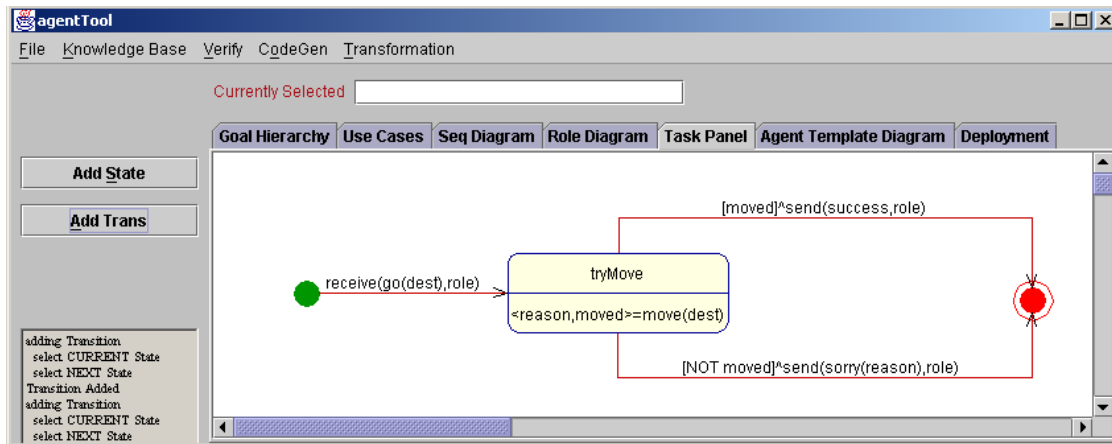 agentTool
File Knowledge Base Verify CodeGen Transformation
Currently Selected
Goal Hierarchy Use Cases Seq Diagram Role Diagram Task Panel Agent Template Diagram Deployment
Add State
Add Trans
[moved]^send(success,role)
receive(go(dest),role)
tryMove
<reason,moved>=move(dest)
[NOT moved]^send(sorry(reason),role)
adding Transition
select CURRENT State
select NEXT State
Transition Added
adding Transition
select CURRENT State
select NEXT State